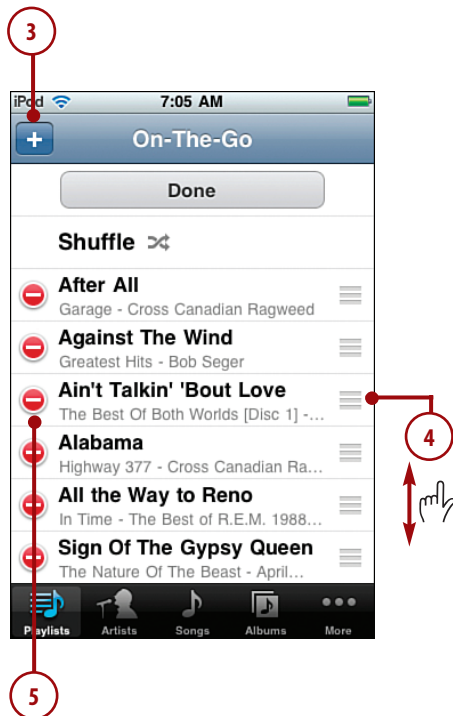 3
iPod 7:05 AM
+ On-The-Go
Done
Shuffle
After All
Garage - Cross Canadian Ragweed
Against The Wind
Greatest Hits - Bob Seger
Ain't Talkin' 'Bout Love
The Best Of Both Worlds [Disc 1] -...
4
Alabama
Highway 377 - Cross Canadian Ra...
All the Way to Reno
In Time - The Best of R.E.M. 1988...
Sign Of The Gypsy Queen
The Nature Of The Beast - April...
Playlists Artists Songs Albums More
5